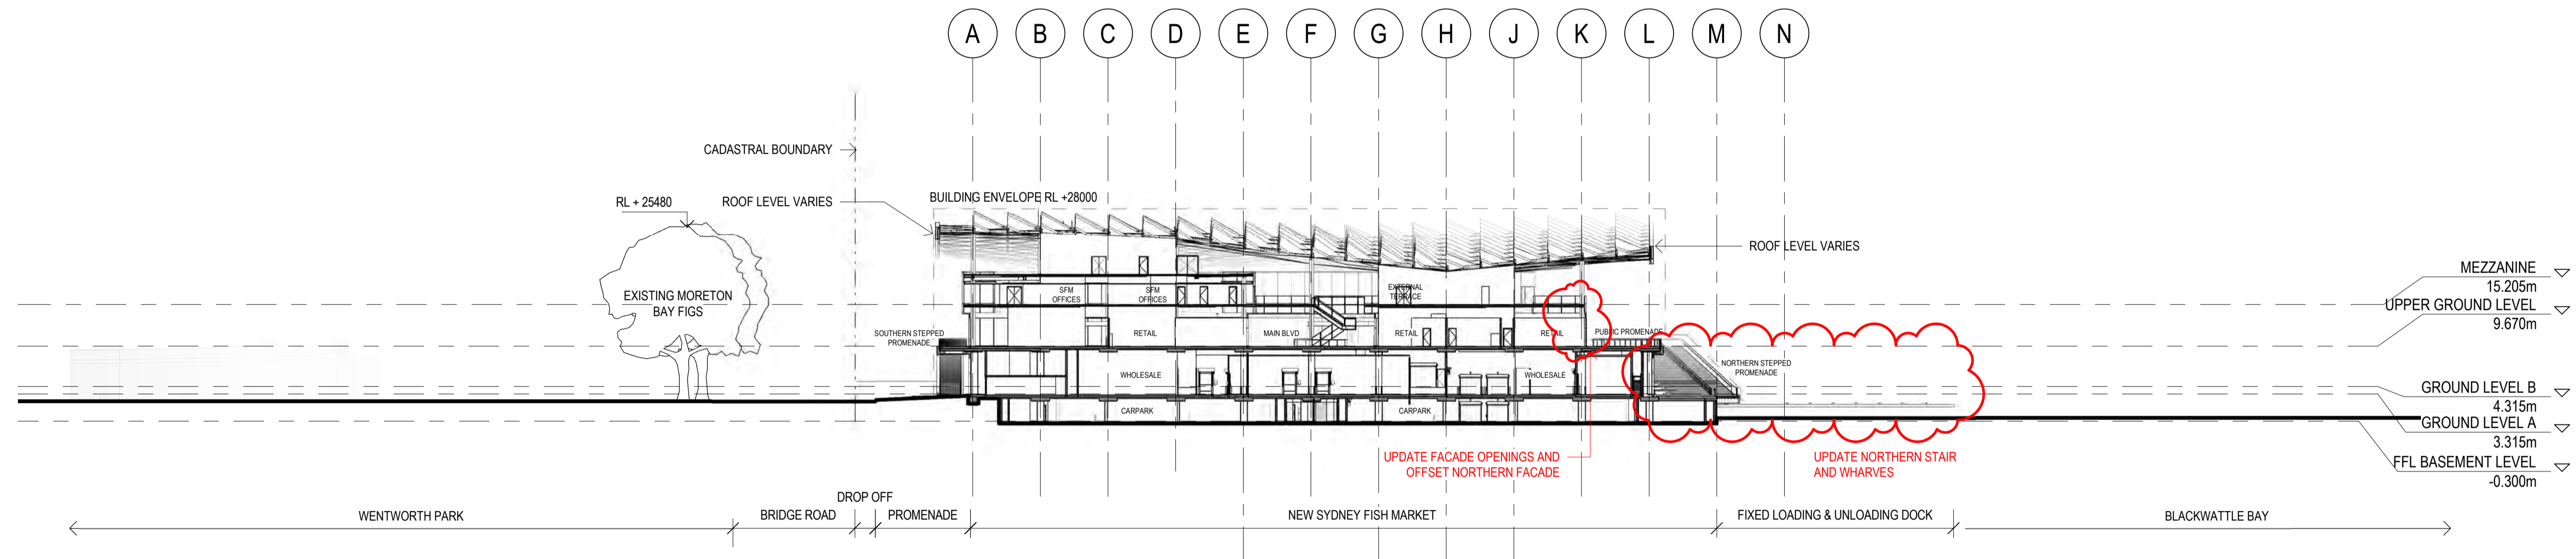 A B C D E F G H J K L M N
CADASTRAL BOUNDARY
BUILDING ENVELOPE RL +28000
RL + 25480
ROOF LEVEL VARIES
ROOF LEVEL VARIES
MEZZANINE
15.205m
UPPER GROUND LEVEL
9.670m
GROUND LEVEL B
4.315m
GROUND LEVEL A
3.315m
FFL BASEMENT LEVEL
-0.300m
EXISTING MORETON
BAY FIGS
SFM
OFFICES
SFM
OFFICES
EXTERNAL
TERRACE
SOUTHERN STEPPED
PROMENADE
RETAIL
MAIN BLVD
RETAIL
RETAIL
PUBLIC PROMENADE
NORTHERN STEPPED
PROMENADE
WHOLESALE
WHOLESALE
CARPARK
CARPARK
UPDATE FACADE OPENINGS AND
OFFSET NORTHERN FACADE
UPDATE NORTHERN STAIR
AND WHARVES
WENTWORTH PARK
BRIDGE ROAD
DROP OFF
PROMENADE
NEW SYDNEY FISH MARKET
FIXED LOADING & UNLOADING DOCK
BLACKWATTLE BAY